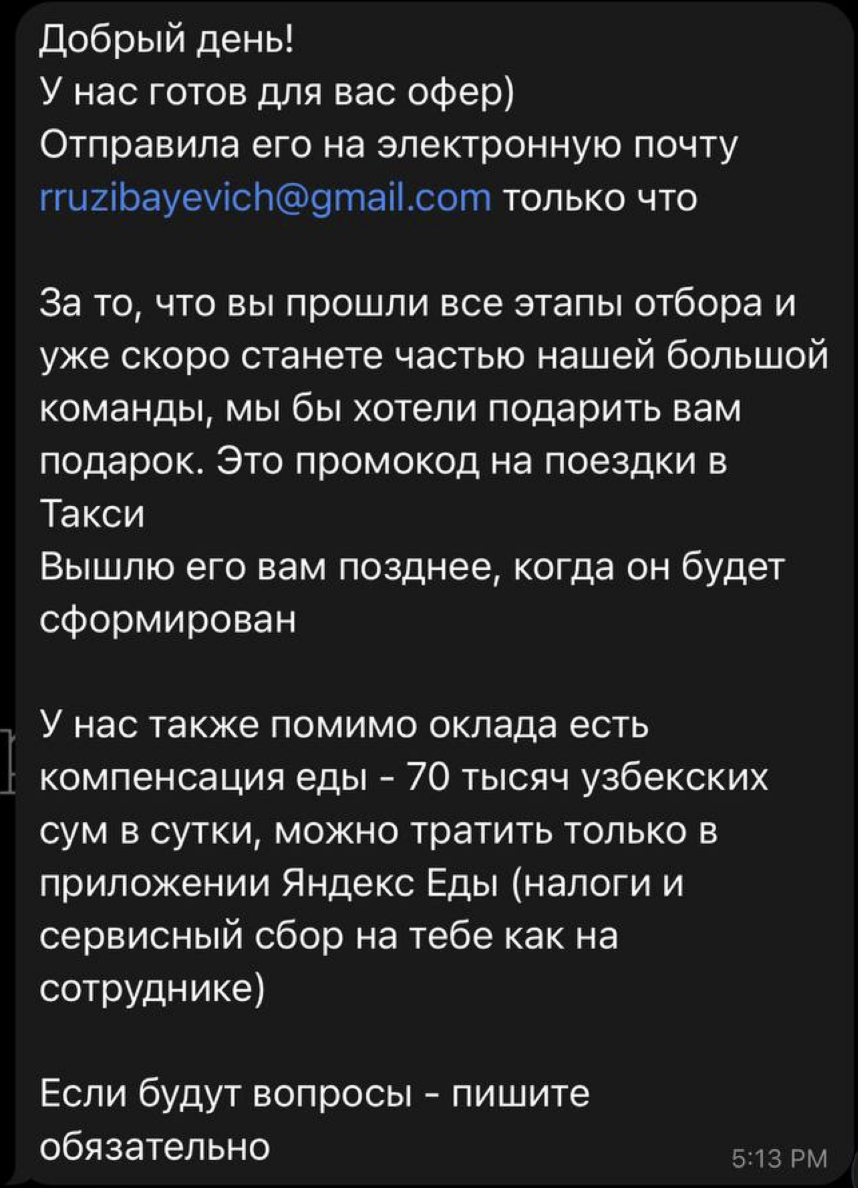 Добрый день!
У нас готов для вас офер)
Отправила его на электронную почту
rruzibayevich@gmail.com только что
За то, что вы прошли все этапы отбора и
уже скоро станете частью нашей большой
команды, мы бы хотели подарить вам
подарок. Это промокод на поездки в
Такси
Вышлю его вам позднее, когда он будет
сформирован
У нас также помимо оклада есть
компенсация еды - 70 тысяч узбекских
сум в сутки, можно тратить только в
приложении Яндекс Еды (налоги и
сервисный сбор на тебе как на
сотруднике)
Если будут вопросы - пишите
обязательно
5:13 PM